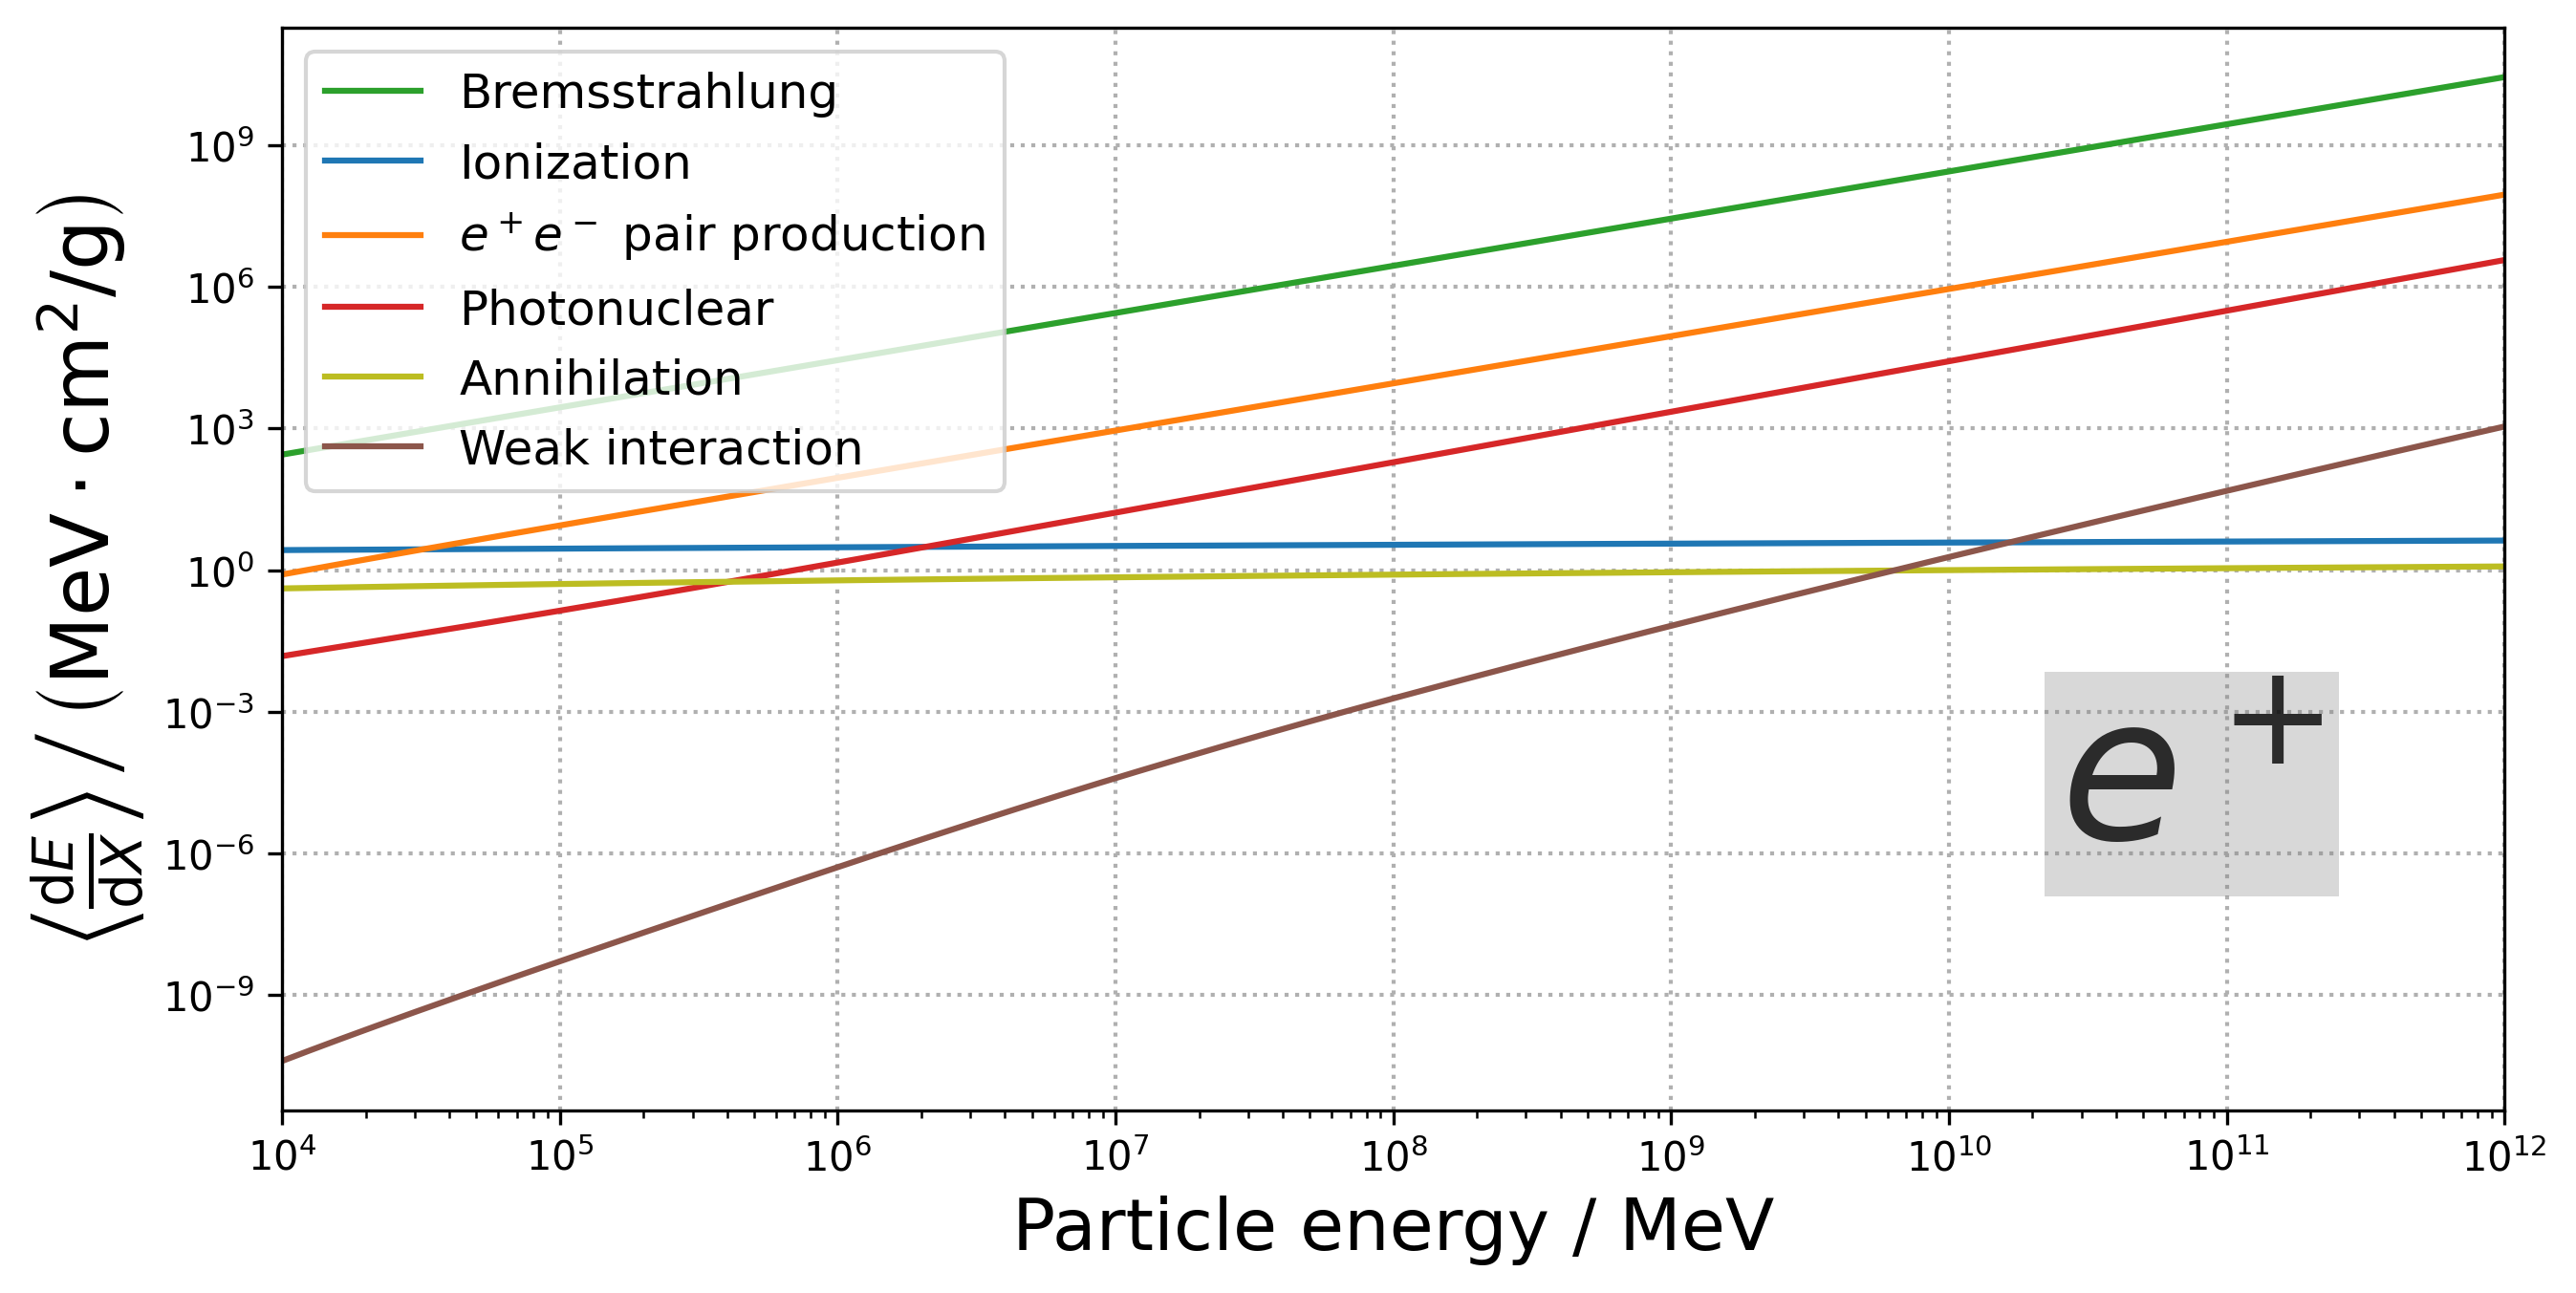 Bremsstrahlung
Ionization
e⁺e⁻ pair production
Photonuclear
Annihilation
Weak interaction
10⁹
10⁶
10³
10⁰
10⁻³
10⁻⁶
10⁻⁹
⟨dE/dX⟩ / (MeV · cm²/g)
e⁺
10⁴ 10⁵ 10⁶ 10⁷ 10⁸ 10⁹ 10¹⁰ 10¹¹ 10¹²
Particle energy / MeV